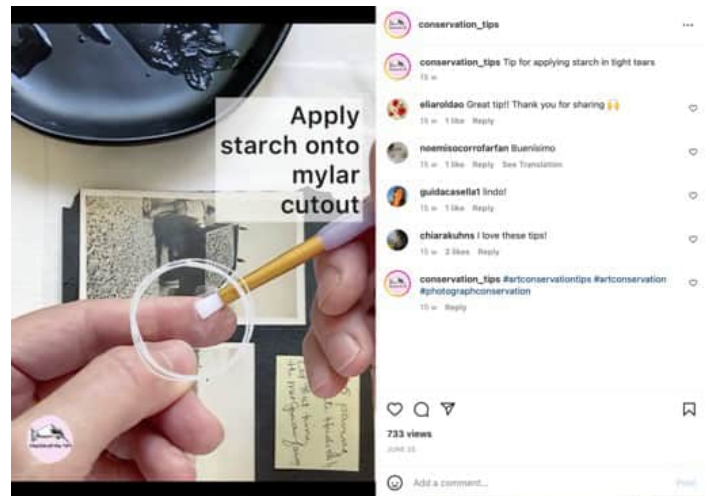 Apply
starch onto
mylar
cutout
conservation_tips
conservation_tips Tip for applying starch in tight tears
15 w
eliaroldao Great tip!! Thank you for sharing 🙌
15 w 1 like Reply
noemisocorrofarfan Buenísimo
15 w 1 like Reply See Translation
guidacasella1 lindo!
15 w 1 like Reply
chiarakuhns I love these tips!
15 w 2 likes Reply
conservation_tips #artconservationtips #artconservation
#photographconservation
15 w Reply
733 views
JUNE 25
Add a comment...
Post